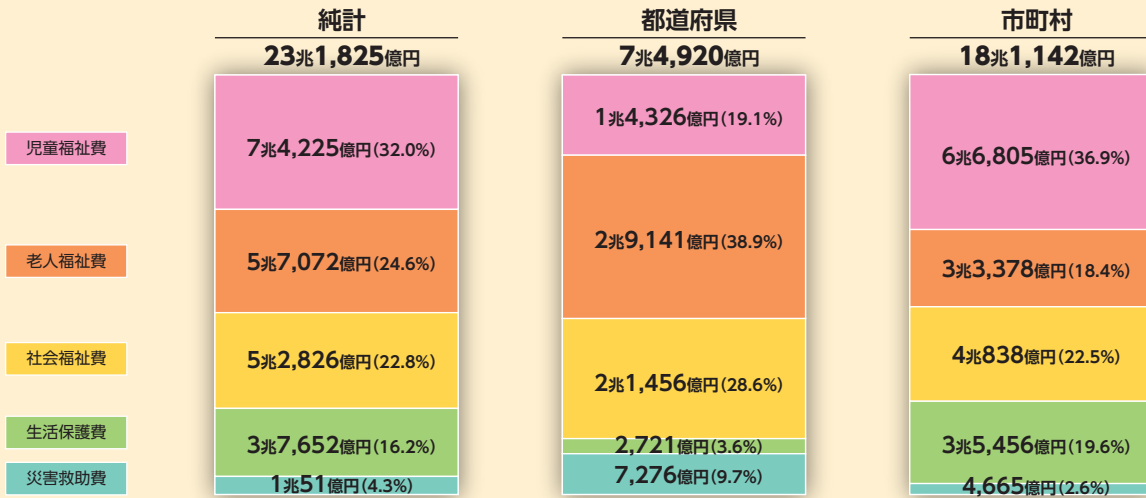 純計
都道府県
市町村
23兆1,825億円
7兆4,920億円
18兆1,142億円
児童福祉費
7兆4,225億円(32.0%)
1兆4,326億円(19.1%)
6兆6,805億円(36.9%)
老人福祉費
5兆7,072億円(24.6%)
2兆9,141億円(38.9%)
3兆3,378億円(18.4%)
社会福祉費
5兆2,826億円(22.8%)
2兆1,456億円(28.6%)
4兆838億円(22.5%)
生活保護費
3兆7,652億円(16.2%)
2,721億円(3.6%)
3兆5,456億円(19.6%)
災害救助費
1兆51億円(4.3%)
7,276億円(9.7%)
4,665億円(2.6%)